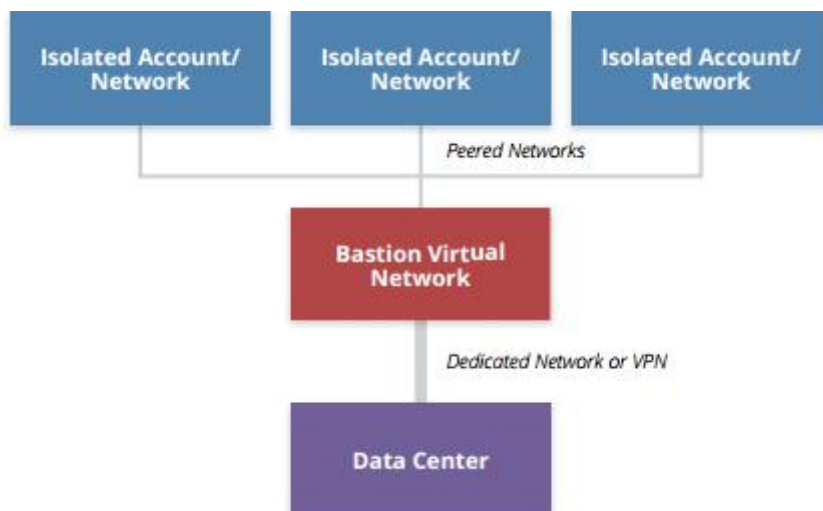 Isolated Account/
Network
Isolated Account/
Network
Isolated Account/
Network
Peered Networks
Bastion Virtual
Network
Dedicated Network or VPN
Data Center